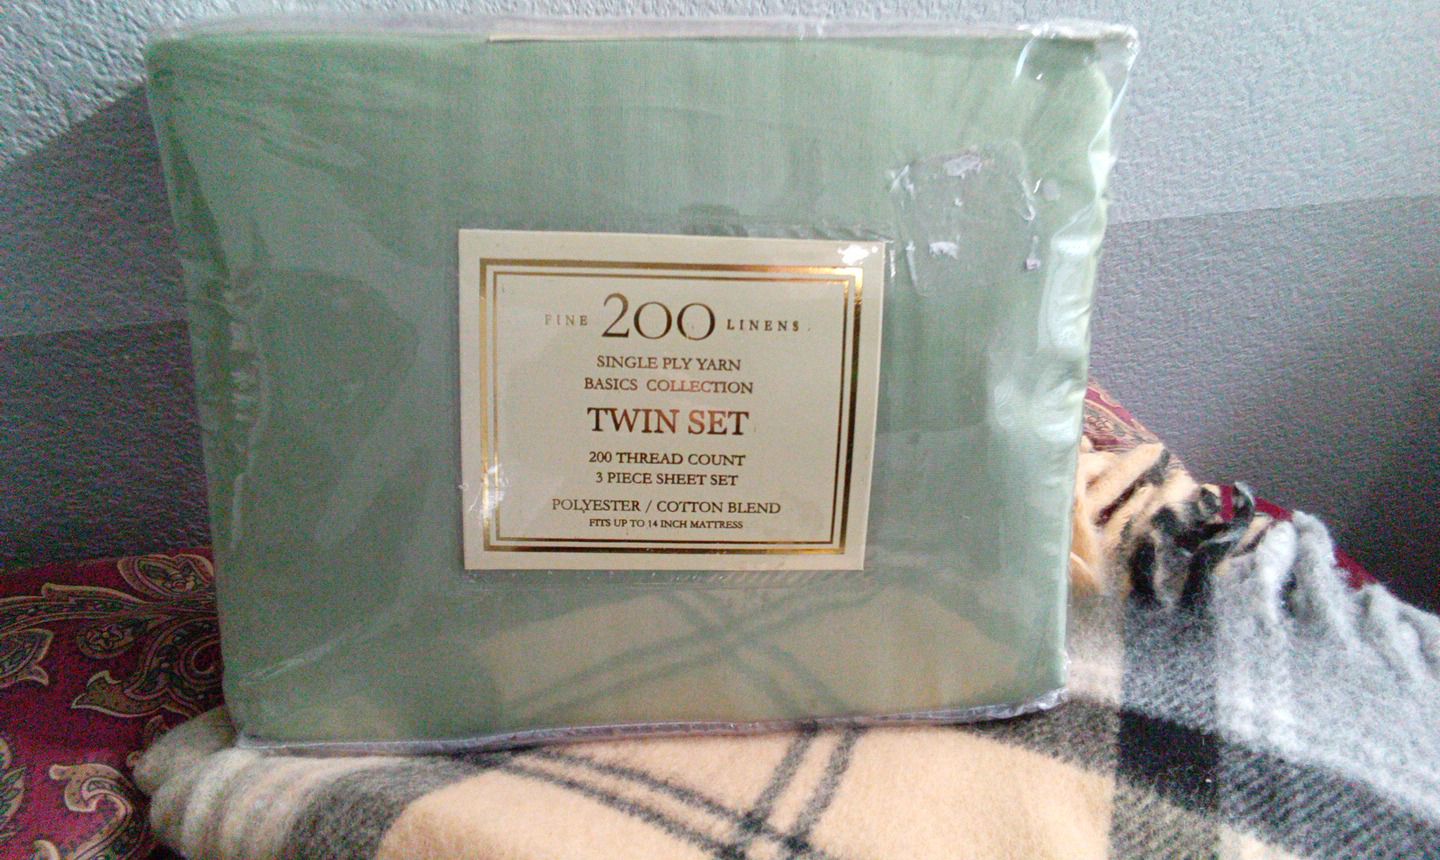 FINE 200 LINENS
SINGLE PLY YARN
BASICS COLLECTION
TWIN SET
200 THREAD COUNT
3 PIECE SHEET SET
POLYESTER / COTTON BLEND
FITS UP TO 14 INCH MATTRESS